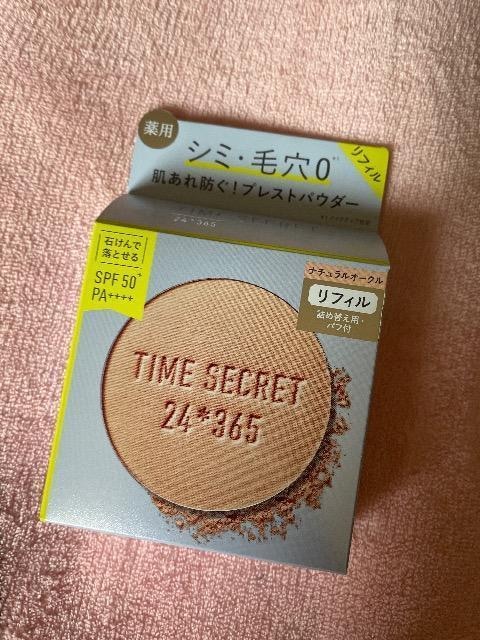 薬用
シミ・毛穴0
リフィル
肌あれ防ぐ!プレストパウダー
24*365
石けんで
落とせる
SPF50+
PA++++
ナチュラルオークル
リフィル
詰め替え用・
パフ付
TIME SECRET
24*365